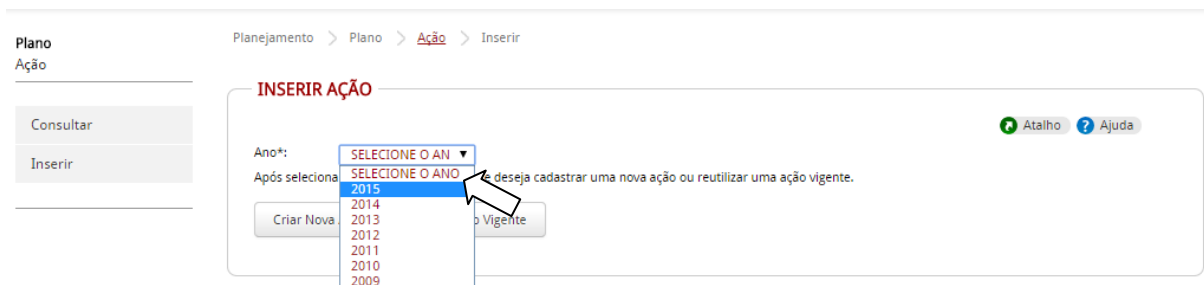 Plano
Ação
Consultar
Inserir
Planejamento > Plano > Ação > Inserir
INSERIR AÇÃO
Atalho ? Ajuda
Ano*: SELECIONE O AN ▼
SELECIONE O ANO
Após seleciona e deseja cadastrar uma nova ação ou reutilizar uma ação vigente.
2015
2014
Criar Nova 2013 o Vigente
2012
2011
2010
2009